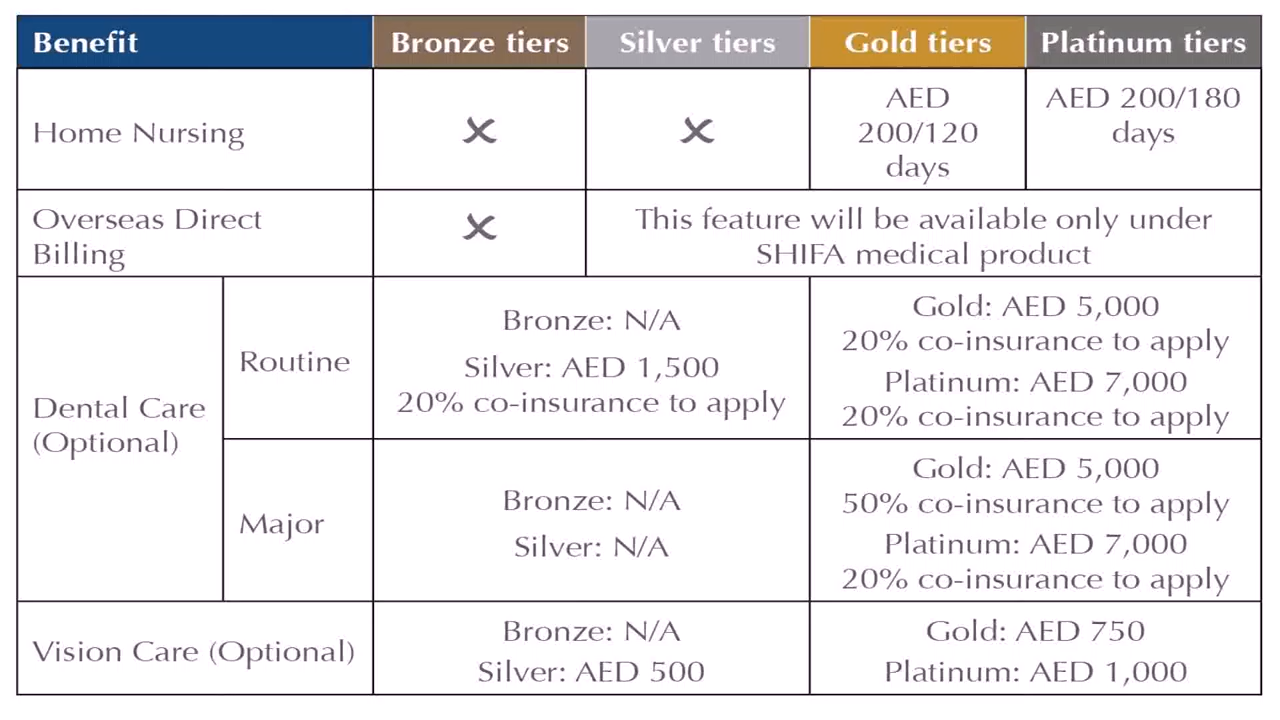 Benefit
Bronze tiers
Silver tiers
Gold tiers
Platinum tiers
Home Nursing
×
×
AED
200/120
days
AED 200/180
days
Overseas Direct
Billing
×
This feature will be available only under
SHIFA medical product
Dental Care
(Optional)
Routine
Bronze: N/A
Silver: AED 1,500
20% co-insurance to apply
Gold: AED 5,000
20% co-insurance to apply
Platinum: AED 7,000
20% co-insurance to apply
Major
Bronze: N/A
Silver: N/A
Gold: AED 5,000
50% co-insurance to apply
Platinum: AED 7,000
20% co-insurance to apply
Vision Care (Optional)
Bronze: N/A
Silver: AED 500
Gold: AED 750
Platinum: AED 1,000